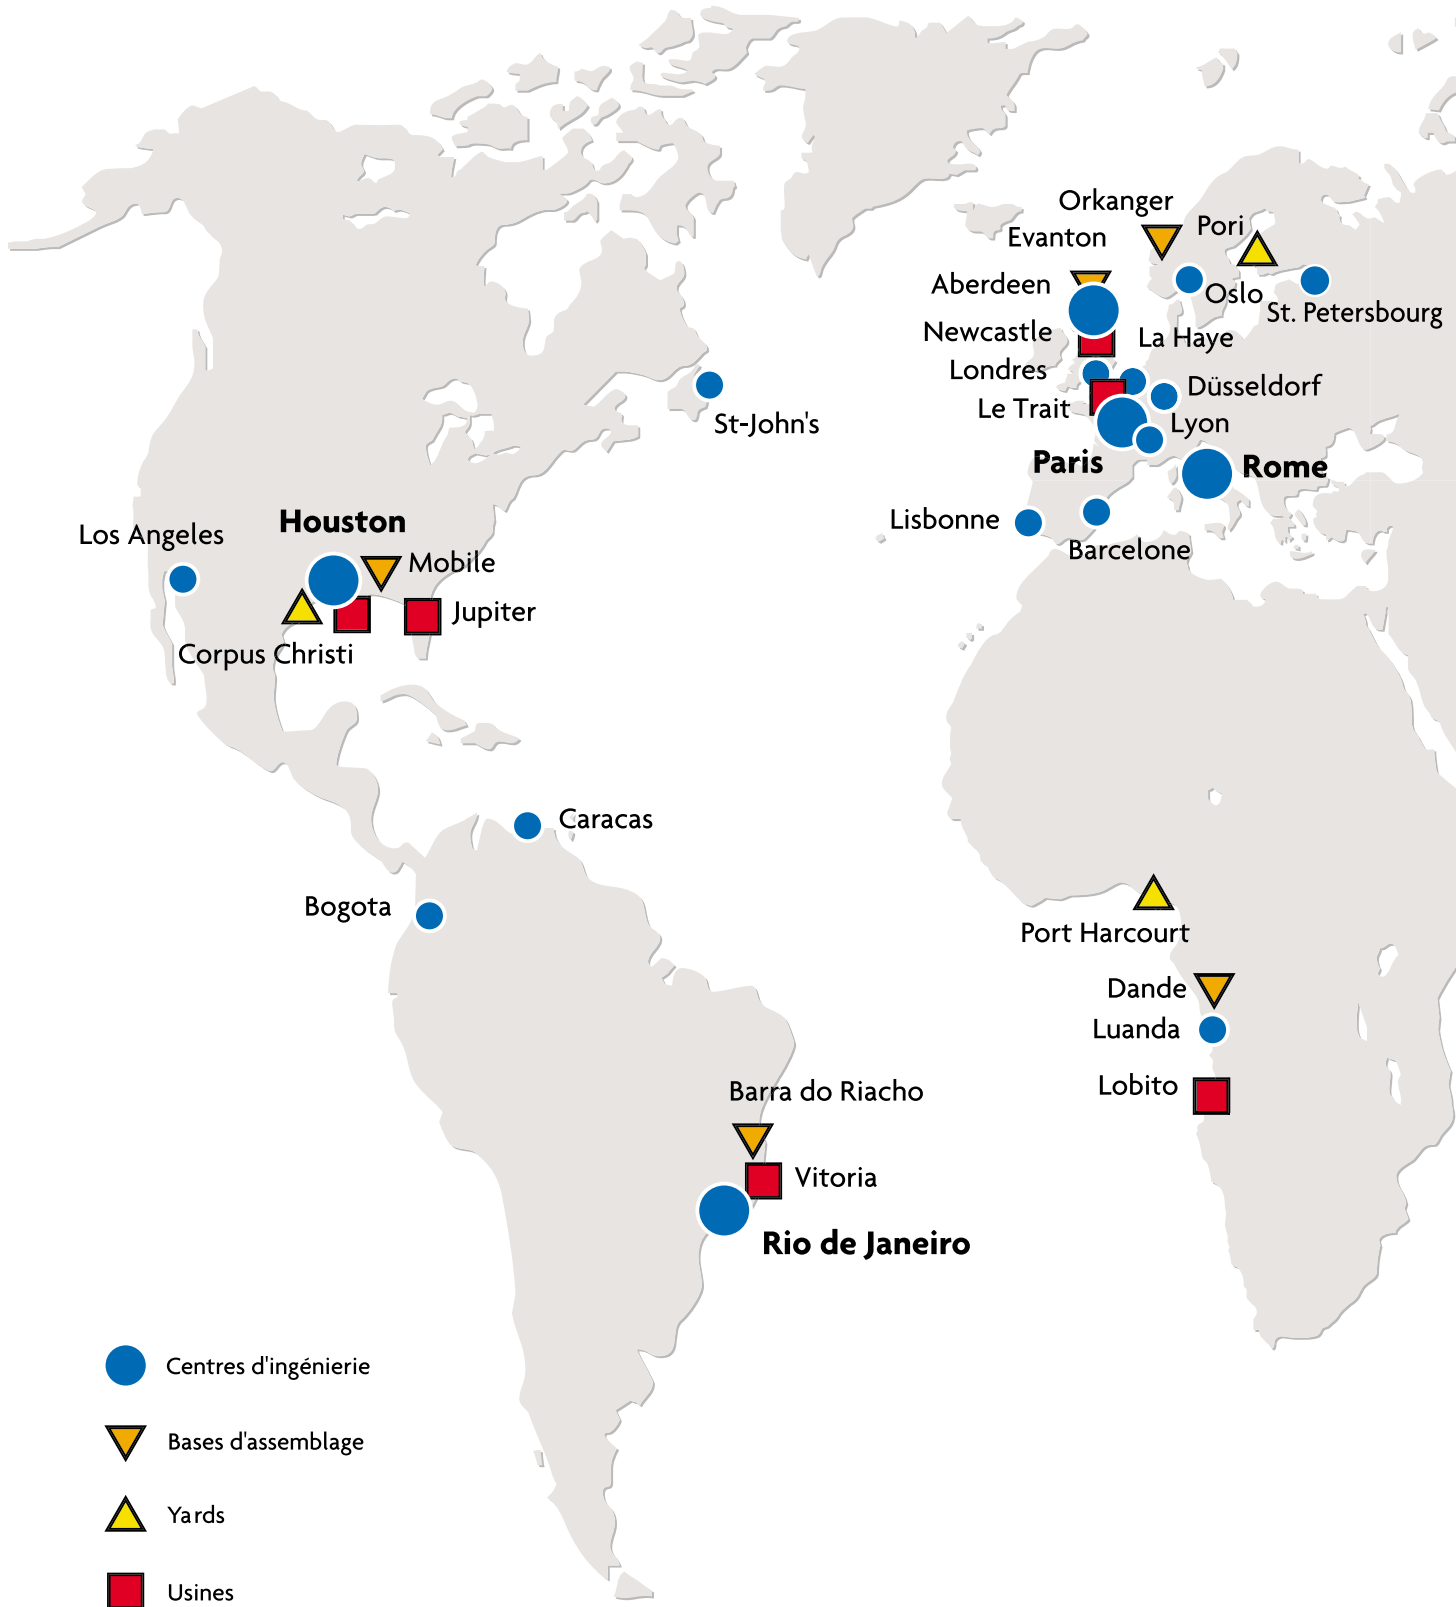 Orkanger
Pori
Evanton
Aberdeen
Oslo
St. Petersbourg
Newcastle
La Haye
Londres
Düsseldorf
Le Trait
Lyon
St-John's
Paris
Rome
Lisbonne
Houston
Los Angeles
Barcelone
Mobile
Jupiter
Corpus Christi
Caracas
Bogota
Port Harcourt
Dande
Luanda
Lobito
Barra do Riacho
Vitoria
Rio de Janeiro
Centres d'ingénierie
Bases d'assemblage
Yards
Usines